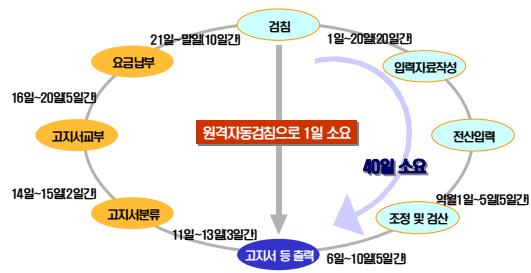 검침
21일~말일(10일간)
1일~20일(20일간)
요금납부
입력자료작성
16일~20일(5일간)
고지서교부
원격자동검침으로 1일 소요
전산입력
40일 소요
14일~15일(2일간)
익월1일~5일(5일간)
고지서분류
조정 및 검산
11일~13일(3일간)
고지서 등 출력
6일~10일(5일간)